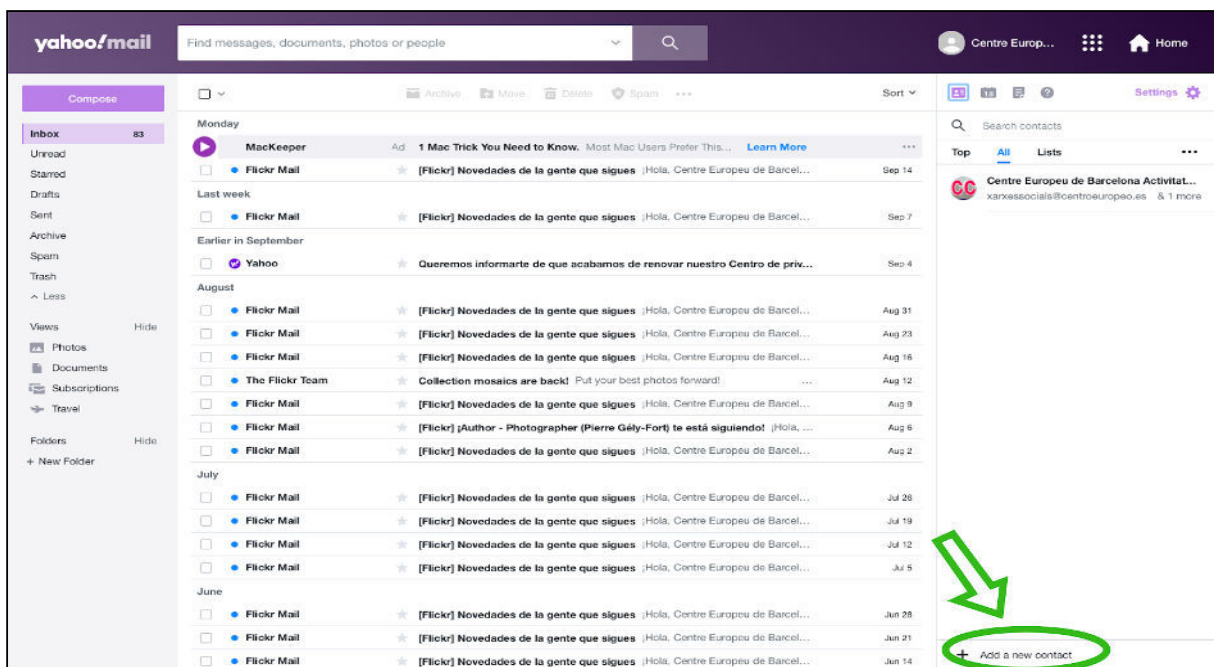 yahoo!mail
Find messages, documents, photos or people
Centre Europ...
Home
Compose
Inbox 83
Unread
Starred
Drafts
Sent
Archive
Spam
Trash
Less
Views Hide
Photos
Documents
Subscriptions
Travel
Folders Hide
+ New Folder
Archive Move Delete Spam ... Sort
Monday
MacKeeper Ad 1 Mac Trick You Need to Know. Most Mac Users Prefer This... Learn More ...
Flickr Mail [Flickr] Novedades de la gente que sigues ¡Hola, Centre Europeu de Barcel... Sep 14
Last week
Flickr Mail [Flickr] Novedades de la gente que sigues ¡Hola, Centre Europeu de Barcel... Sep 7
Earlier in September
Yahoo Queremos informarte de que acabamos de renovar nuestro Centro de priv... Sep 4
August
Flickr Mail [Flickr] Novedades de la gente que sigues ¡Hola, Centre Europeu de Barcel... Aug 31
Flickr Mail [Flickr] Novedades de la gente que sigues ¡Hola, Centre Europeu de Barcel... Aug 23
Flickr Mail [Flickr] Novedades de la gente que sigues ¡Hola, Centre Europeu de Barcel... Aug 16
The Flickr Team Collection mosaics are back! Put your best photos forward! ... Aug 12
Flickr Mail [Flickr] Novedades de la gente que sigues ¡Hola, Centre Europeu de Barcel... Aug 9
Flickr Mail [Flickr] ¡Author - Photographer (Pierre Gély-Fort) te está siguiendo! ¡Hola, ... Aug 6
Flickr Mail [Flickr] Novedades de la gente que sigues ¡Hola, Centre Europeu de Barcel... Aug 2
July
Flickr Mail [Flickr] Novedades de la gente que sigues ¡Hola, Centre Europeu de Barcel... Jul 26
Flickr Mail [Flickr] Novedades de la gente que sigues ¡Hola, Centre Europeu de Barcel... Jul 19
Flickr Mail [Flickr] Novedades de la gente que sigues ¡Hola, Centre Europeu de Barcel... Jul 12
Flickr Mail [Flickr] Novedades de la gente que sigues ¡Hola, Centre Europeu de Barcel... Jul 5
June
Flickr Mail [Flickr] Novedades de la gente que sigues ¡Hola, Centre Europeu de Barcel... Jun 28
Flickr Mail [Flickr] Novedades de la gente que sigues ¡Hola, Centre Europeu de Barcel... Jun 21
Flickr Mail [Flickr] Novedades de la gente que sigues ¡Hola, Centre Europeu de Barcel... Jun 14
Settings
Search contacts
Top All Lists ...
CC
Centre Europeu de Barcelona Activitat...
xarxessocials@centroeuropeo.es & 1 more
+ Add a new contact